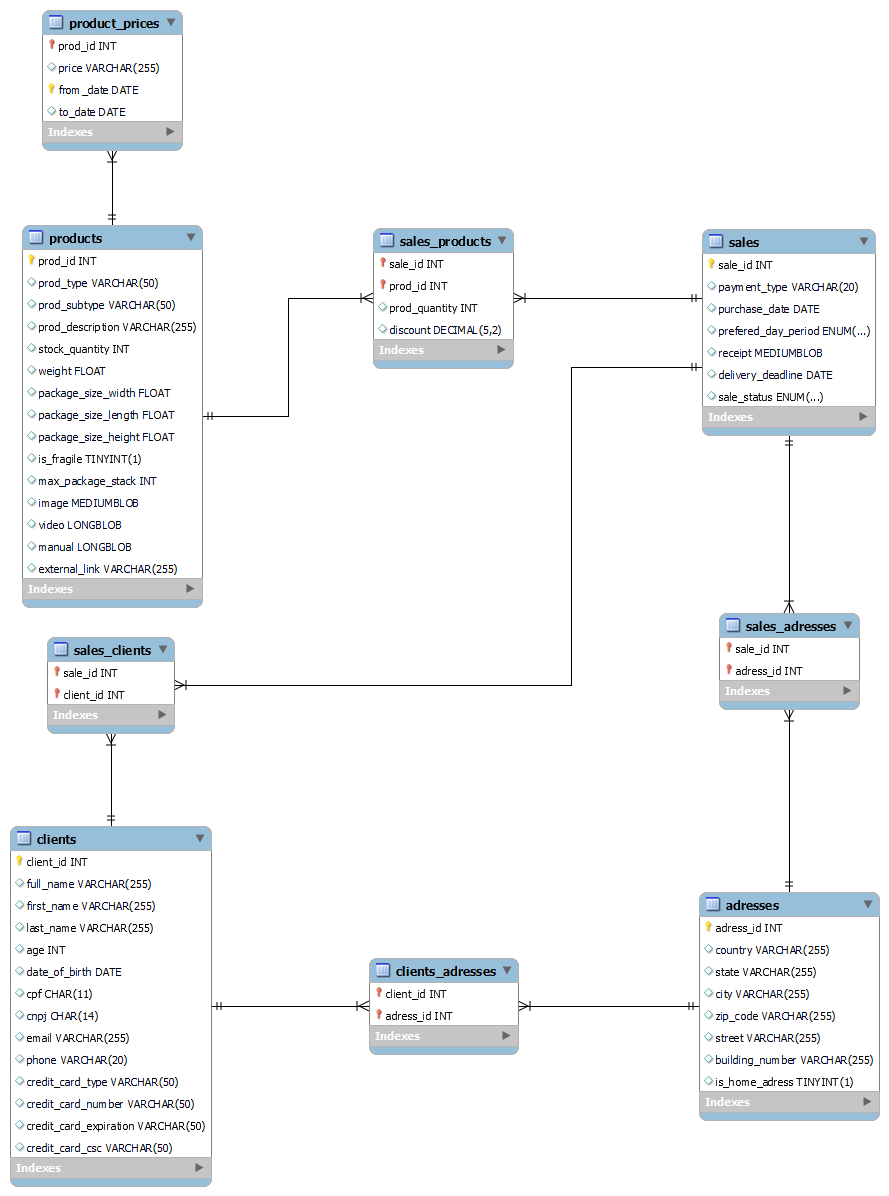 product_prices
prod_id INT
price VARCHAR(255)
from_date DATE
to_date DATE
Indexes
products
prod_id INT
prod_type VARCHAR(50)
prod_subtype VARCHAR(50)
prod_description VARCHAR(255)
stock_quantity INT
weight FLOAT
package_size_width FLOAT
package_size_length FLOAT
package_size_height FLOAT
is_fragile TINYINT(1)
max_package_stack INT
image MEDIUMBLOB
video LONGBLOB
manual LONGBLOB
external_link VARCHAR(255)
Indexes
sales_products
sale_id INT
prod_id INT
prod_quantity INT
discount DECIMAL(5,2)
Indexes
sales
sale_id INT
payment_type VARCHAR(20)
purchase_date DATE
prefered_day_period ENUM(...)
receipt MEDIUMBLOB
delivery_deadline DATE
sale_status ENUM(...)
Indexes
sales_clients
sale_id INT
client_id INT
Indexes
sales_adresses
sale_id INT
adress_id INT
Indexes
clients
client_id INT
full_name VARCHAR(255)
first_name VARCHAR(255)
last_name VARCHAR(255)
age INT
date_of_birth DATE
cpf CHAR(11)
cnpj CHAR(14)
email VARCHAR(255)
phone VARCHAR(20)
credit_card_type VARCHAR(50)
credit_card_number VARCHAR(50)
credit_card_expiration VARCHAR(50)
credit_card_csc VARCHAR(50)
Indexes
clients_adresses
client_id INT
adress_id INT
Indexes
adresses
adress_id INT
country VARCHAR(255)
state VARCHAR(255)
city VARCHAR(255)
zip_code VARCHAR(255)
street VARCHAR(255)
building_number VARCHAR(255)
is_home_adress TINYINT(1)
Indexes